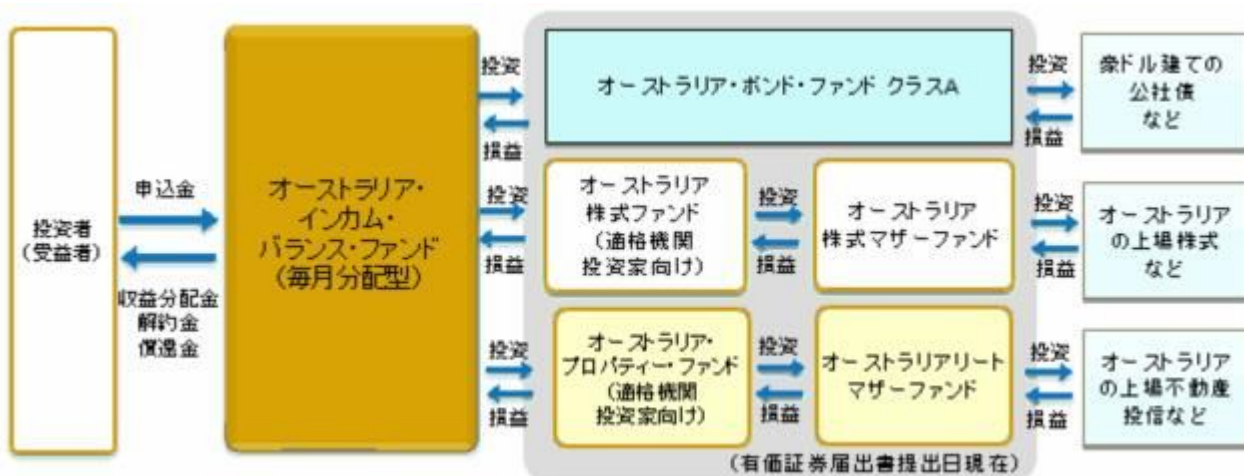 投資者
(受益者)
申込金
収益分配金
解約金
償還金
オーストラリア・
インカム・
バランス・ファンド
(毎月分配型)
投資
損益
オーストラリア・ボンド・ファンド クラスA
投資
損益
豪ドル建ての
公社債
など
投資
損益
オーストラリア
株式ファンド
(適格機関
投資家向け)
投資
損益
オーストラリア
株式マザーファンド
投資
損益
オーストラリア
の上場株式
など
投資
損益
オーストラリア・
プロパティー・ファンド
(適格機関
投資家向け)
投資
損益
オーストラリアリート
マザーファンド
投資
損益
オーストラリア
の上場不動産
投信など
(有価証券届出書提出日現在)